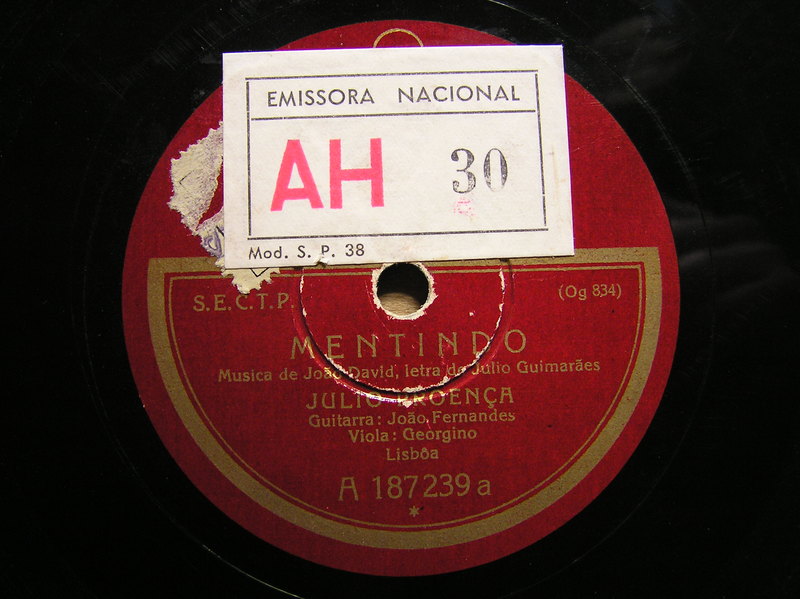 EMISSORA NACIONAL
AH 30
Mod. S. P. 38
S.E.C.T.P.
(Og 834)
MENTINDO
Musica de João David, letra de Julio Guimarães
JULIO PROENÇA
Guitarra: João Fernandes
Viola: Georgino
Lisbôa
A 187239 a
*